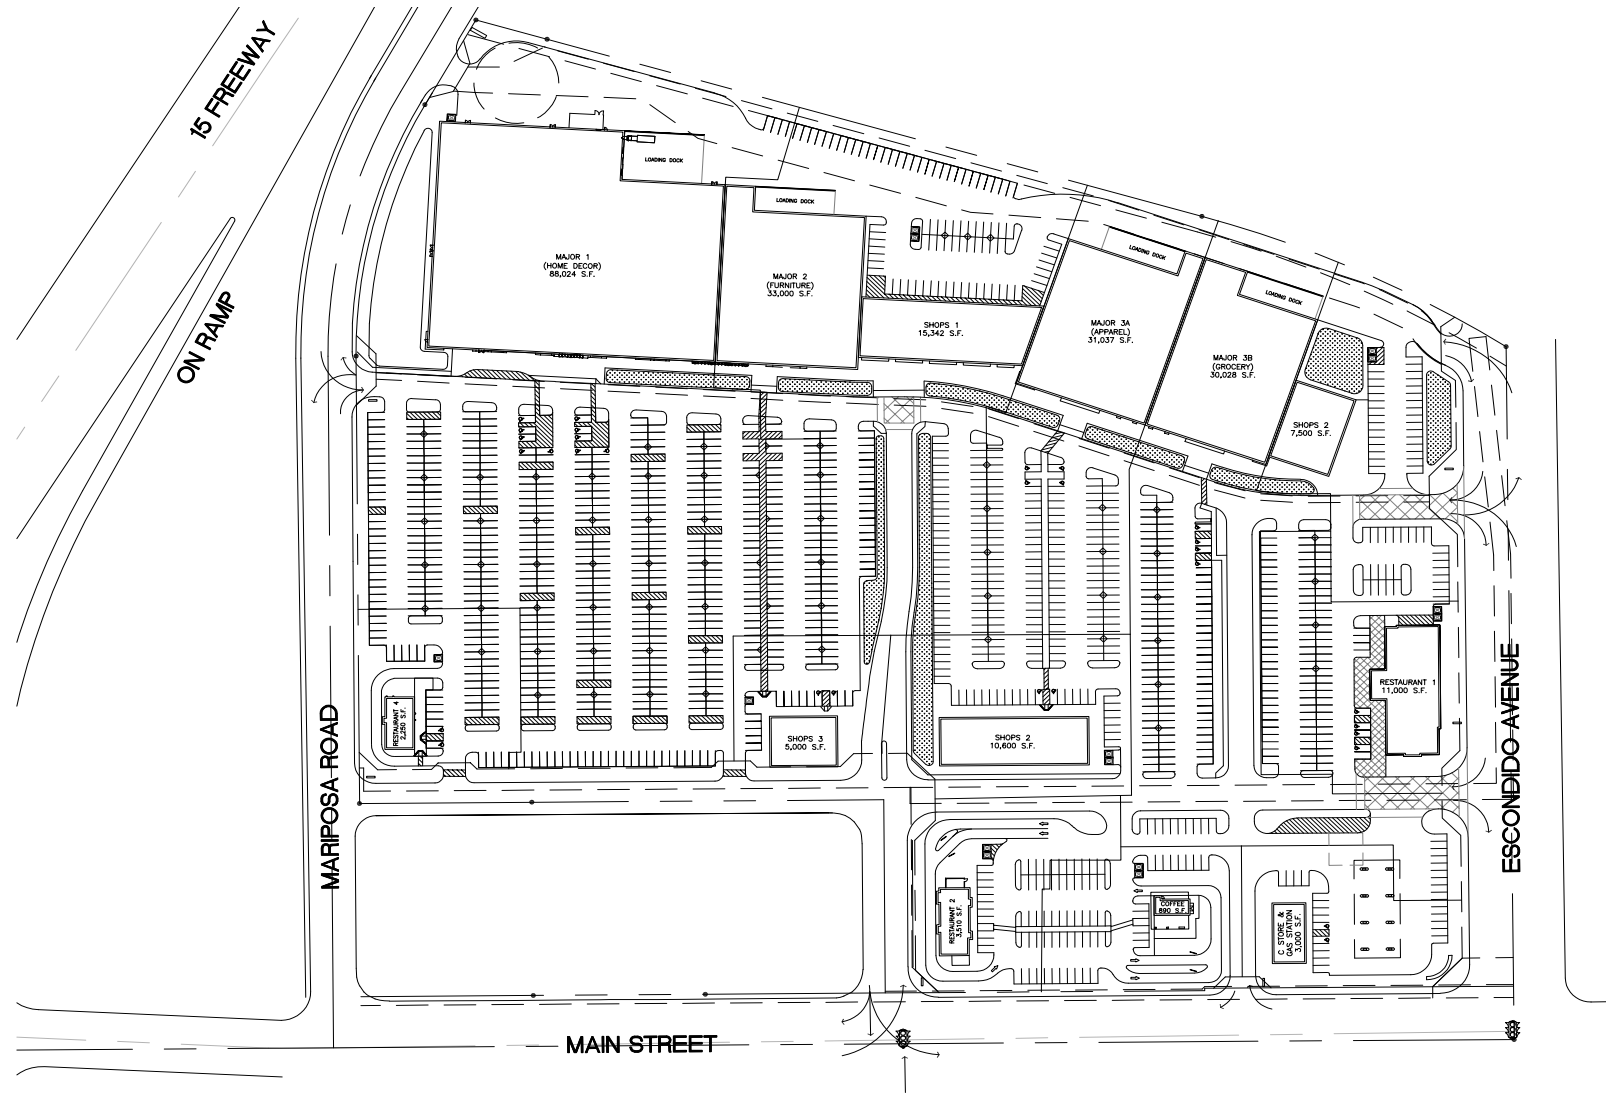 15 FREEWAY
ON RAMP
LOADING DOCK
MAJOR 1
(HOME DECOR)
88,024 S.F.
LOADING DOCK
MAJOR 2
(FURNITURE)
33,000 S.F.
SHOPS 1
15,342 S.F.
LOADING DOCK
MAJOR 3A
(APPAREL)
31,037 S.F.
LOADING DOCK
MAJOR 3B
(GROCERY)
30,028 S.F.
SHOPS 2
7,500 S.F.
RESTAURANT 4
2,250 S.F.
SHOPS 3
5,000 S.F.
SHOPS 2
10,600 S.F.
RESTAURANT 1
11,000 S.F.
MARIPOSA ROAD
ESCONDIDO AVENUE
RESTAURANT 2
3,510 S.F.
COFFEE
890 S.F.
C STORE &
GAS STATION
3,000 S.F.
MAIN STREET